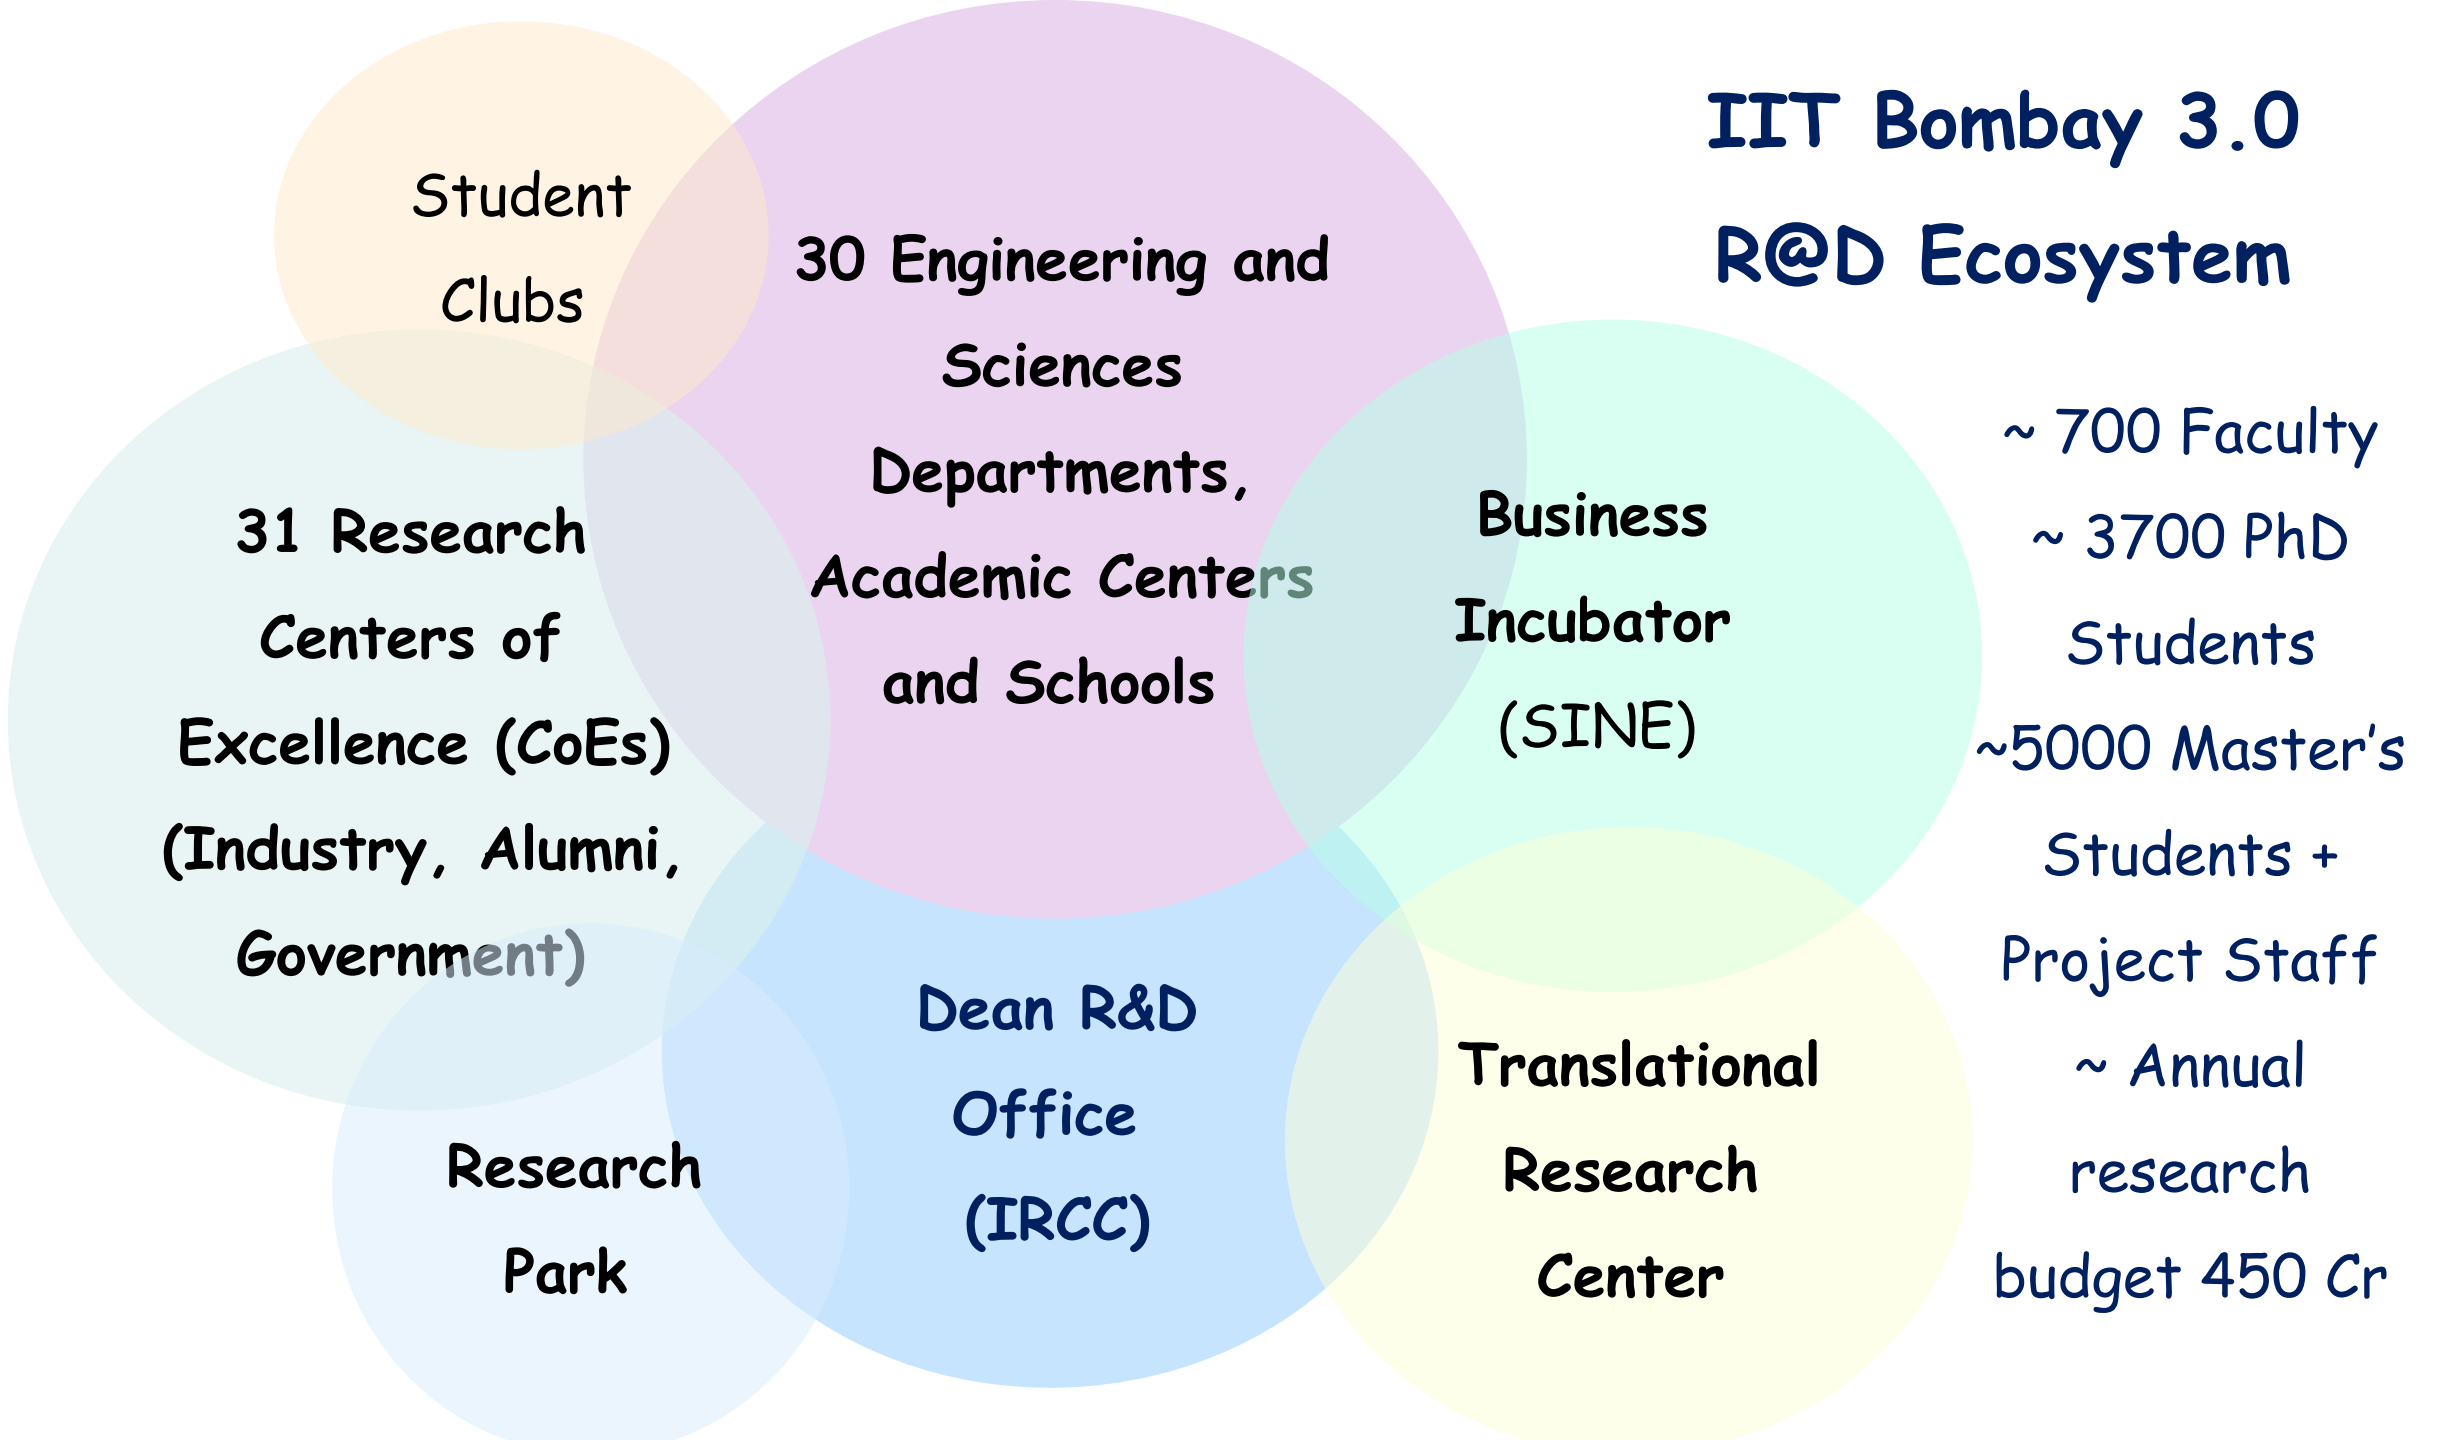 IIT Bombay 3.0
R@D Ecosystem
Student
Clubs
30 Engineering and
Sciences
Departments,
Academic Centers
and Schools
31 Research
Centers of
Excellence (CoEs)
(Industry, Alumni,
Government)
Business
Incubator
(SINE)
Dean R&D
Office
(IRCC)
Research
Park
Translational
Research
Center
~ 700 Faculty
~ 3700 PhD
Students
~5000 Master’s
Students +
Project Staff
~ Annual
research
budget 450 Cr